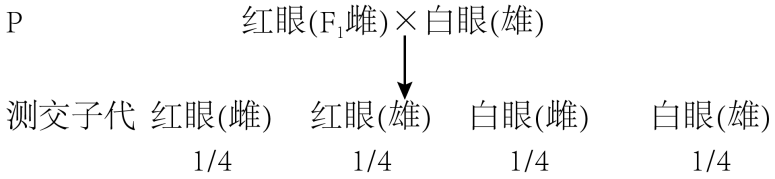 P 红眼(F₁雌)×白眼(雄)
测交子代 红眼(雌) 红眼(雄) 白眼(雌) 白眼(雄)
1/4 1/4 1/4 1/4